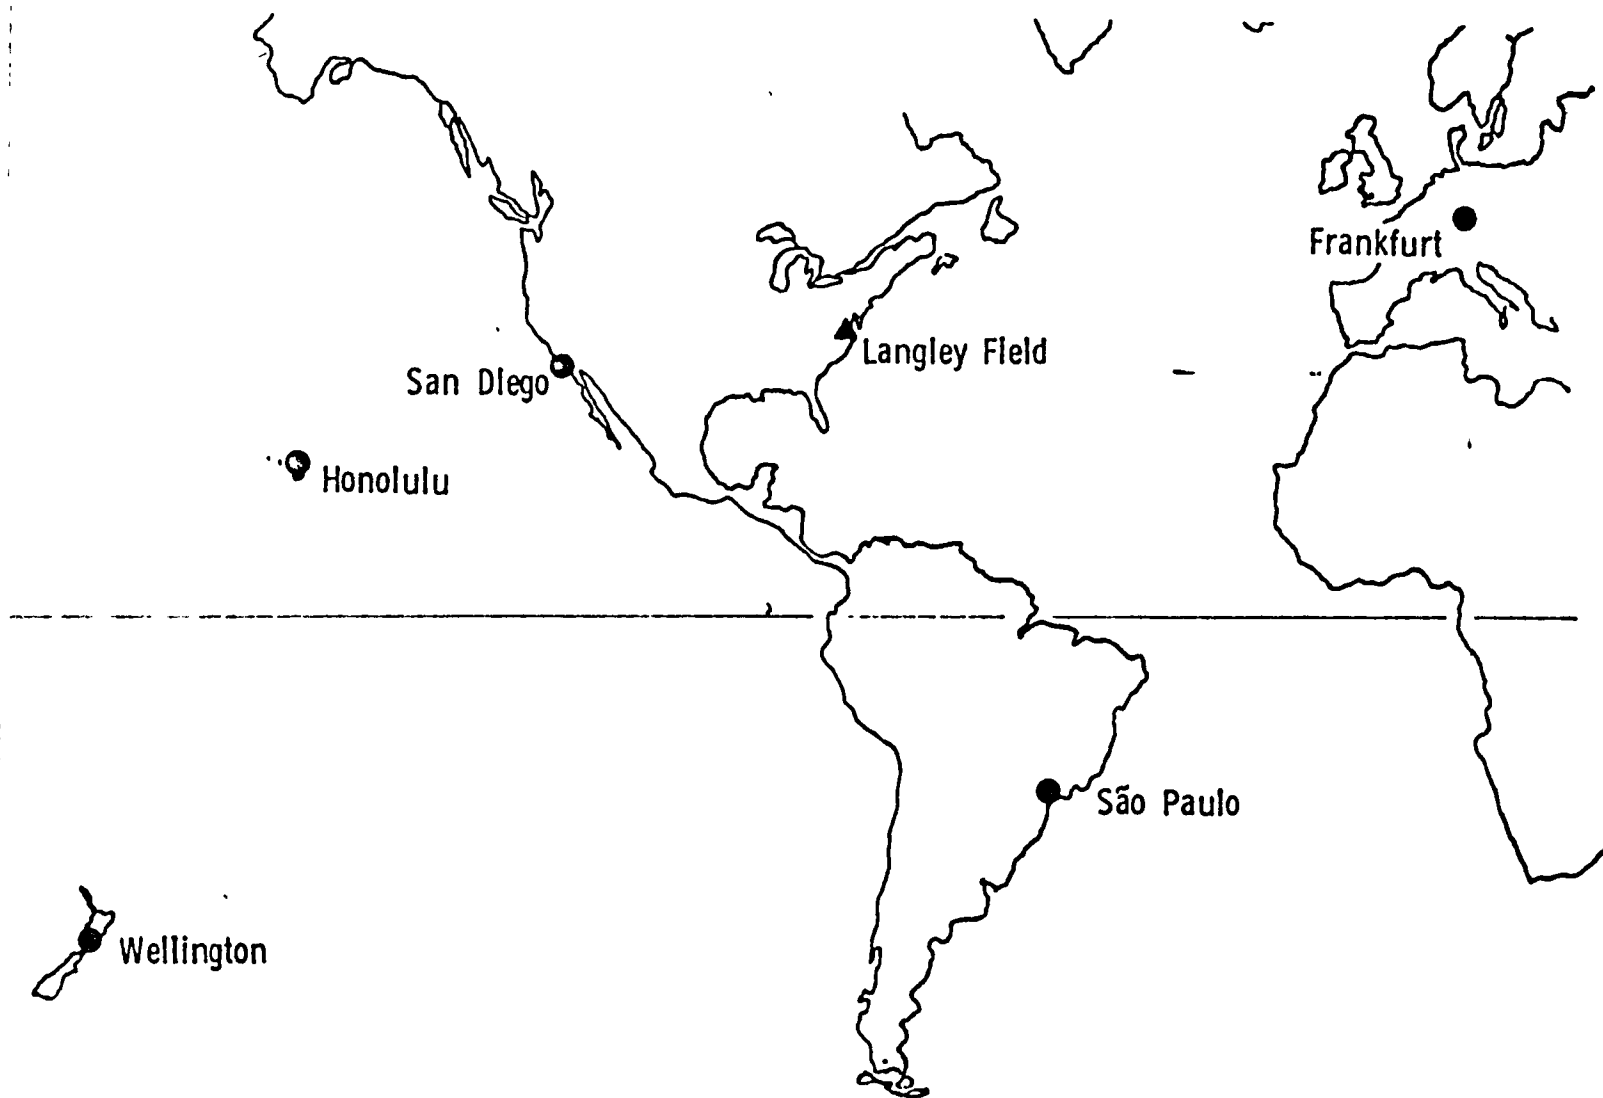 Frankfurt
Langley Field
San Diego
Honolulu
São Paulo
Wellington